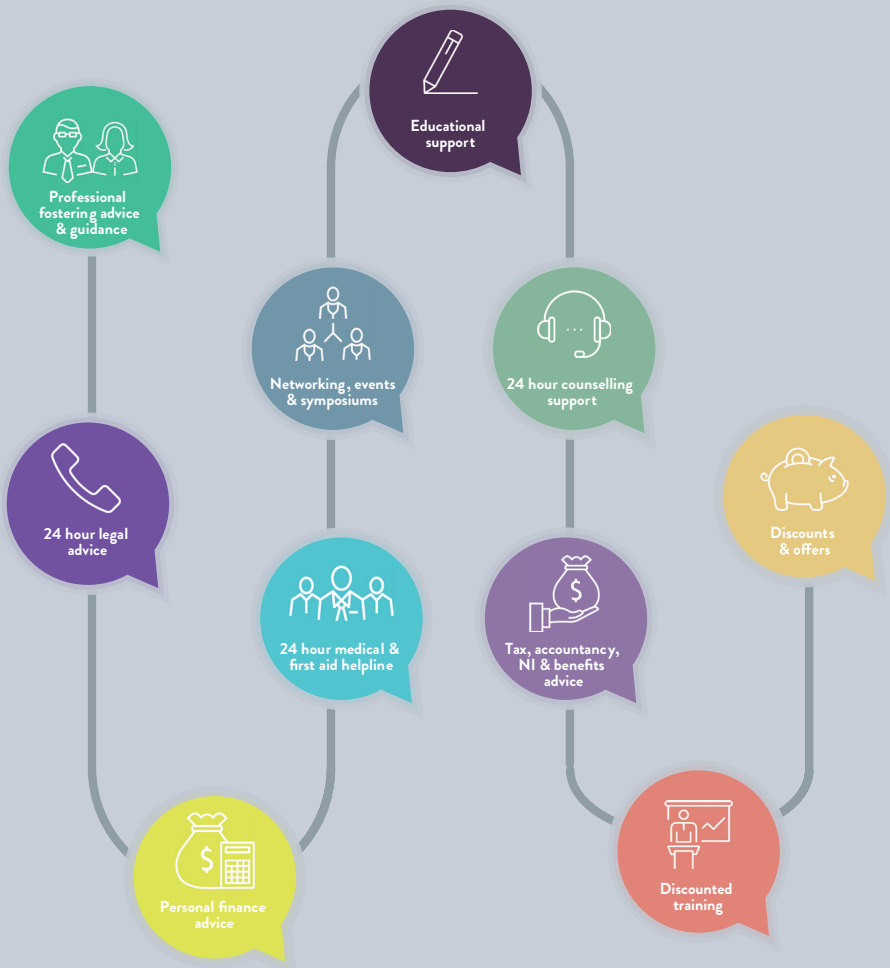 Educational
support
Professional
fostering advice
& guidance
Networking, events
& symposiums
24 hour counselling
support
24 hour legal
advice
Discounts
& offers
24 hour medical &
first aid helpline
Tax, accountancy,
NI & benefits
advice
Personal finance
advice
Discounted
training